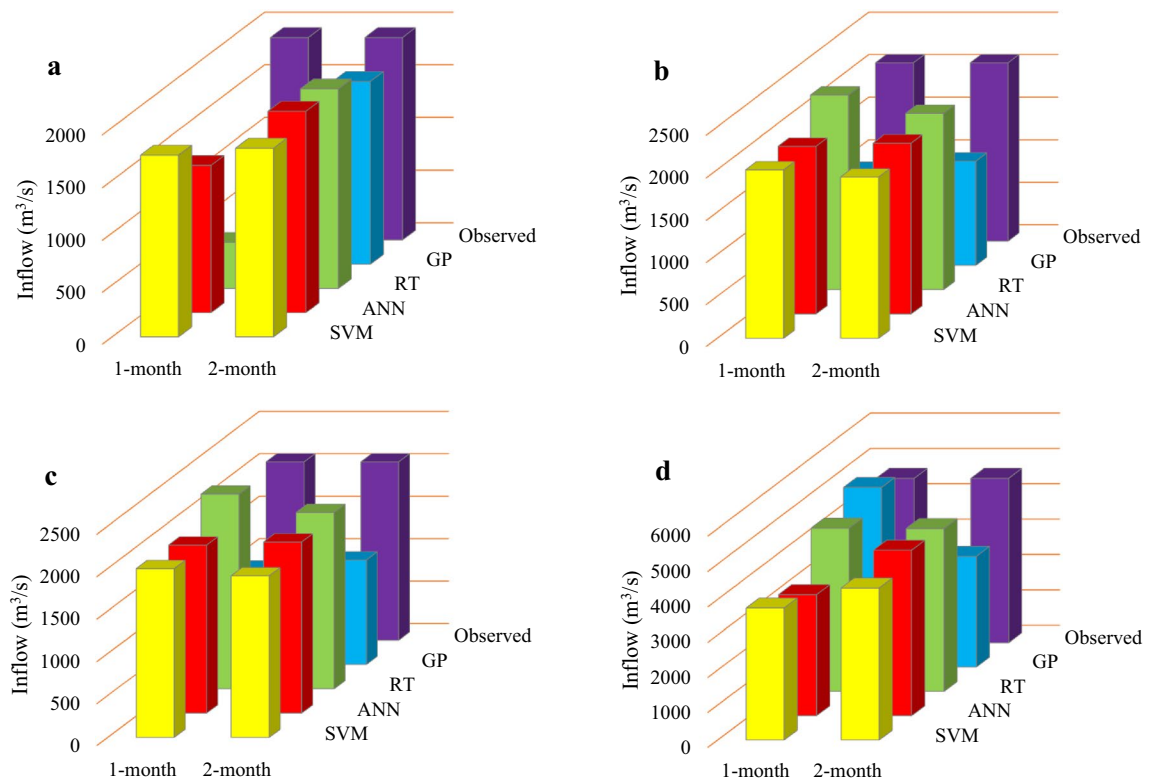 a
2000
1500
1000
500
0
Inflow (m³/s)
Observed
GP
RT
ANN
SVM
1-month 2-month
b
2500
2000
1500
1000
500
0
Inflow (m³/s)
Observed
GP
RT
ANN
SVM
1-month 2-month
c
2500
2000
1500
1000
500
0
Inflow (m³/s)
Observed
GP
RT
ANN
SVM
1-month 2-month
d
6000
5000
4000
3000
2000
1000
0
Inflow (m³/s)
Observed
GP
RT
ANN
SVM
1-month 2-month